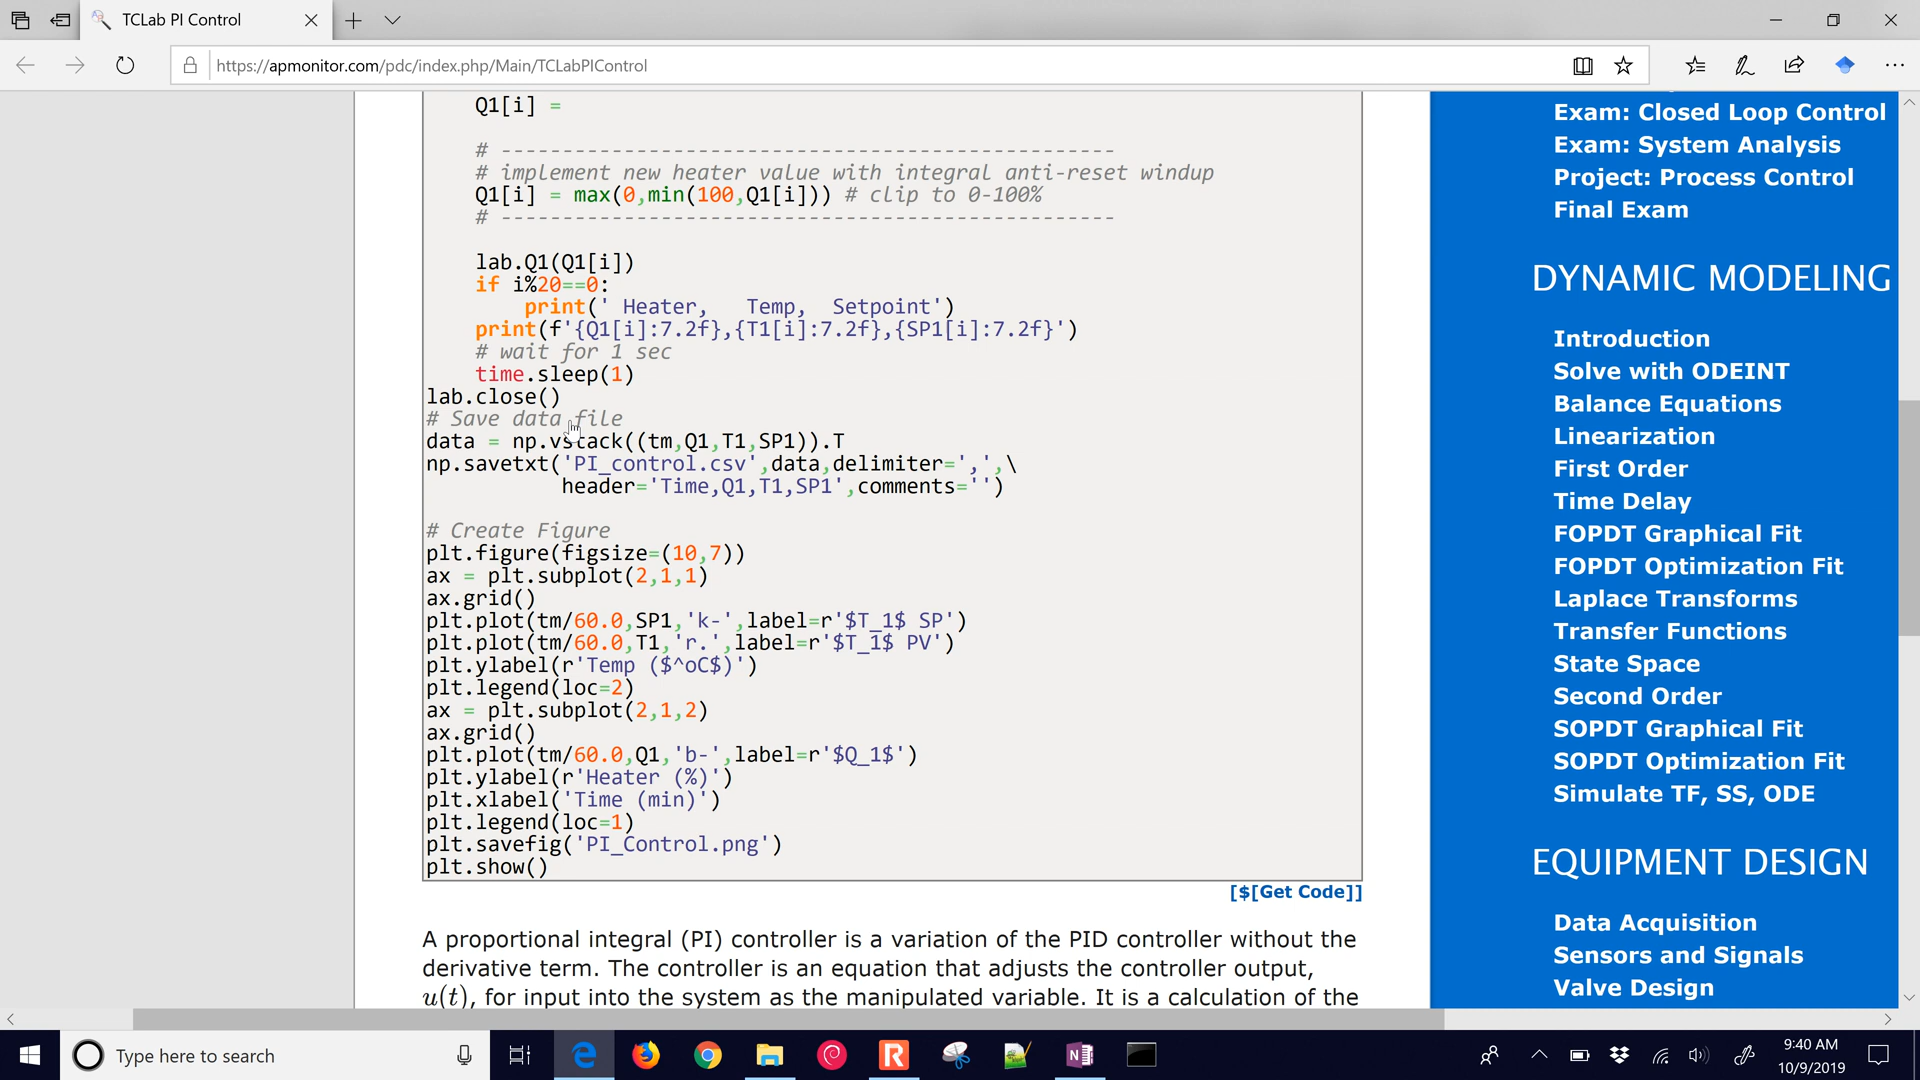 TCLab PI Control
https://apmonitor.com/pdc/index.php/Main/TCLabPIControl
Q1[i] =
# --------------------------------------------------
# implement new heater value with integral anti-reset windup
Q1[i] = max(0,min(100,Q1[i])) # clip to 0-100%
# --------------------------------------------------
lab.Q1(Q1[i])
if i%20==0:
print(' Heater,   Temp,  Setpoint')
print(f'{Q1[i]:7.2f},{T1[i]:7.2f},{SP1[i]:7.2f}')
# wait for 1 sec
time.sleep(1)
lab.close()
# Save data file
data = np.vstack((tm,Q1,T1,SP1)).T
np.savetxt('PI_control.csv',data,delimiter=',',\
header='Time,Q1,T1,SP1',comments='')
# Create Figure
plt.figure(figsize=(10,7))
ax = plt.subplot(2,1,1)
ax.grid()
plt.plot(tm/60.0,SP1,'k-',label=r'$T_1$ SP')
plt.plot(tm/60.0,T1,'r.',label=r'$T_1$ PV')
plt.ylabel(r'Temp ($^oC$)')
plt.legend(loc=2)
ax = plt.subplot(2,1,2)
ax.grid()
plt.plot(tm/60.0,Q1,'b-',label=r'$Q_1$')
plt.ylabel(r'Heater (%)')
plt.xlabel('Time (min)')
plt.legend(loc=1)
plt.savefig('PI_Control.png')
plt.show()
[$[Get Code]]
A proportional integral (PI) controller is a variation of the PID controller without the
derivative term. The controller is an equation that adjusts the controller output,
u(t), for input into the system as the manipulated variable. It is a calculation of the
Exam: Closed Loop Control
Exam: System Analysis
Project: Process Control
Final Exam
DYNAMIC MODELING
Introduction
Solve with ODEINT
Balance Equations
Linearization
First Order
Time Delay
FOPDT Graphical Fit
FOPDT Optimization Fit
Laplace Transforms
Transfer Functions
State Space
Second Order
SOPDT Graphical Fit
SOPDT Optimization Fit
Simulate TF, SS, ODE
EQUIPMENT DESIGN
Data Acquisition
Sensors and Signals
Valve Design
Type here to search
9:40 AM
10/9/2019